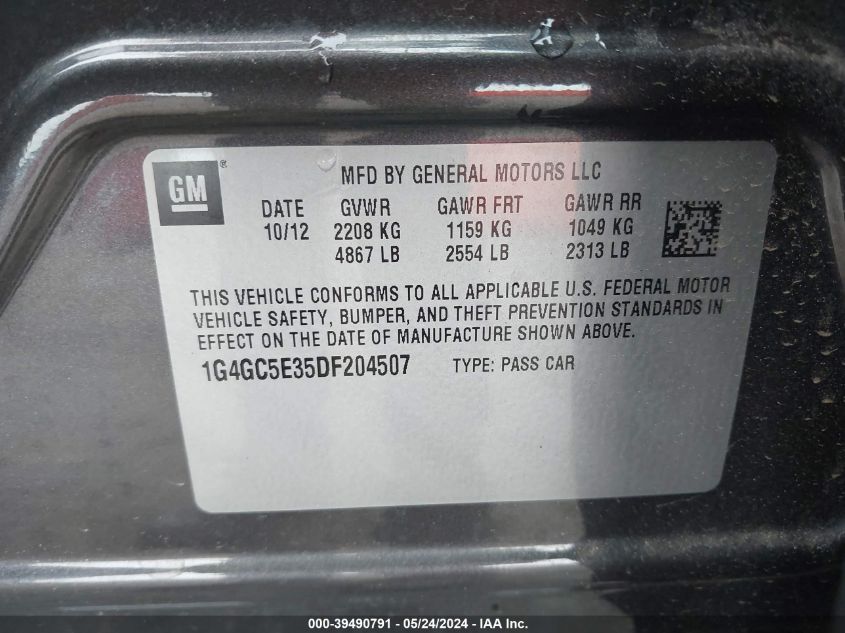 GM ®
MFD BY GENERAL MOTORS LLC
DATE GVWR GAWR FRT GAWR RR
10/12 2208 KG 1159 KG 1049 KG
4867 LB 2554 LB 2313 LB
THIS VEHICLE CONFORMS TO ALL APPLICABLE U.S. FEDERAL MOTOR
VEHICLE SAFETY, BUMPER, AND THEFT PREVENTION STANDARDS IN
EFFECT ON THE DATE OF MANUFACTURE SHOWN ABOVE.
1G4GC5E35DF204507 TYPE: PASS CAR
000-39490791 / 05/24/2024 - IAA Inc.